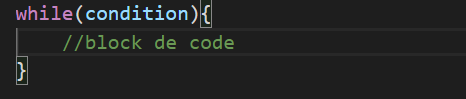 while(condition){
    //block de code
}